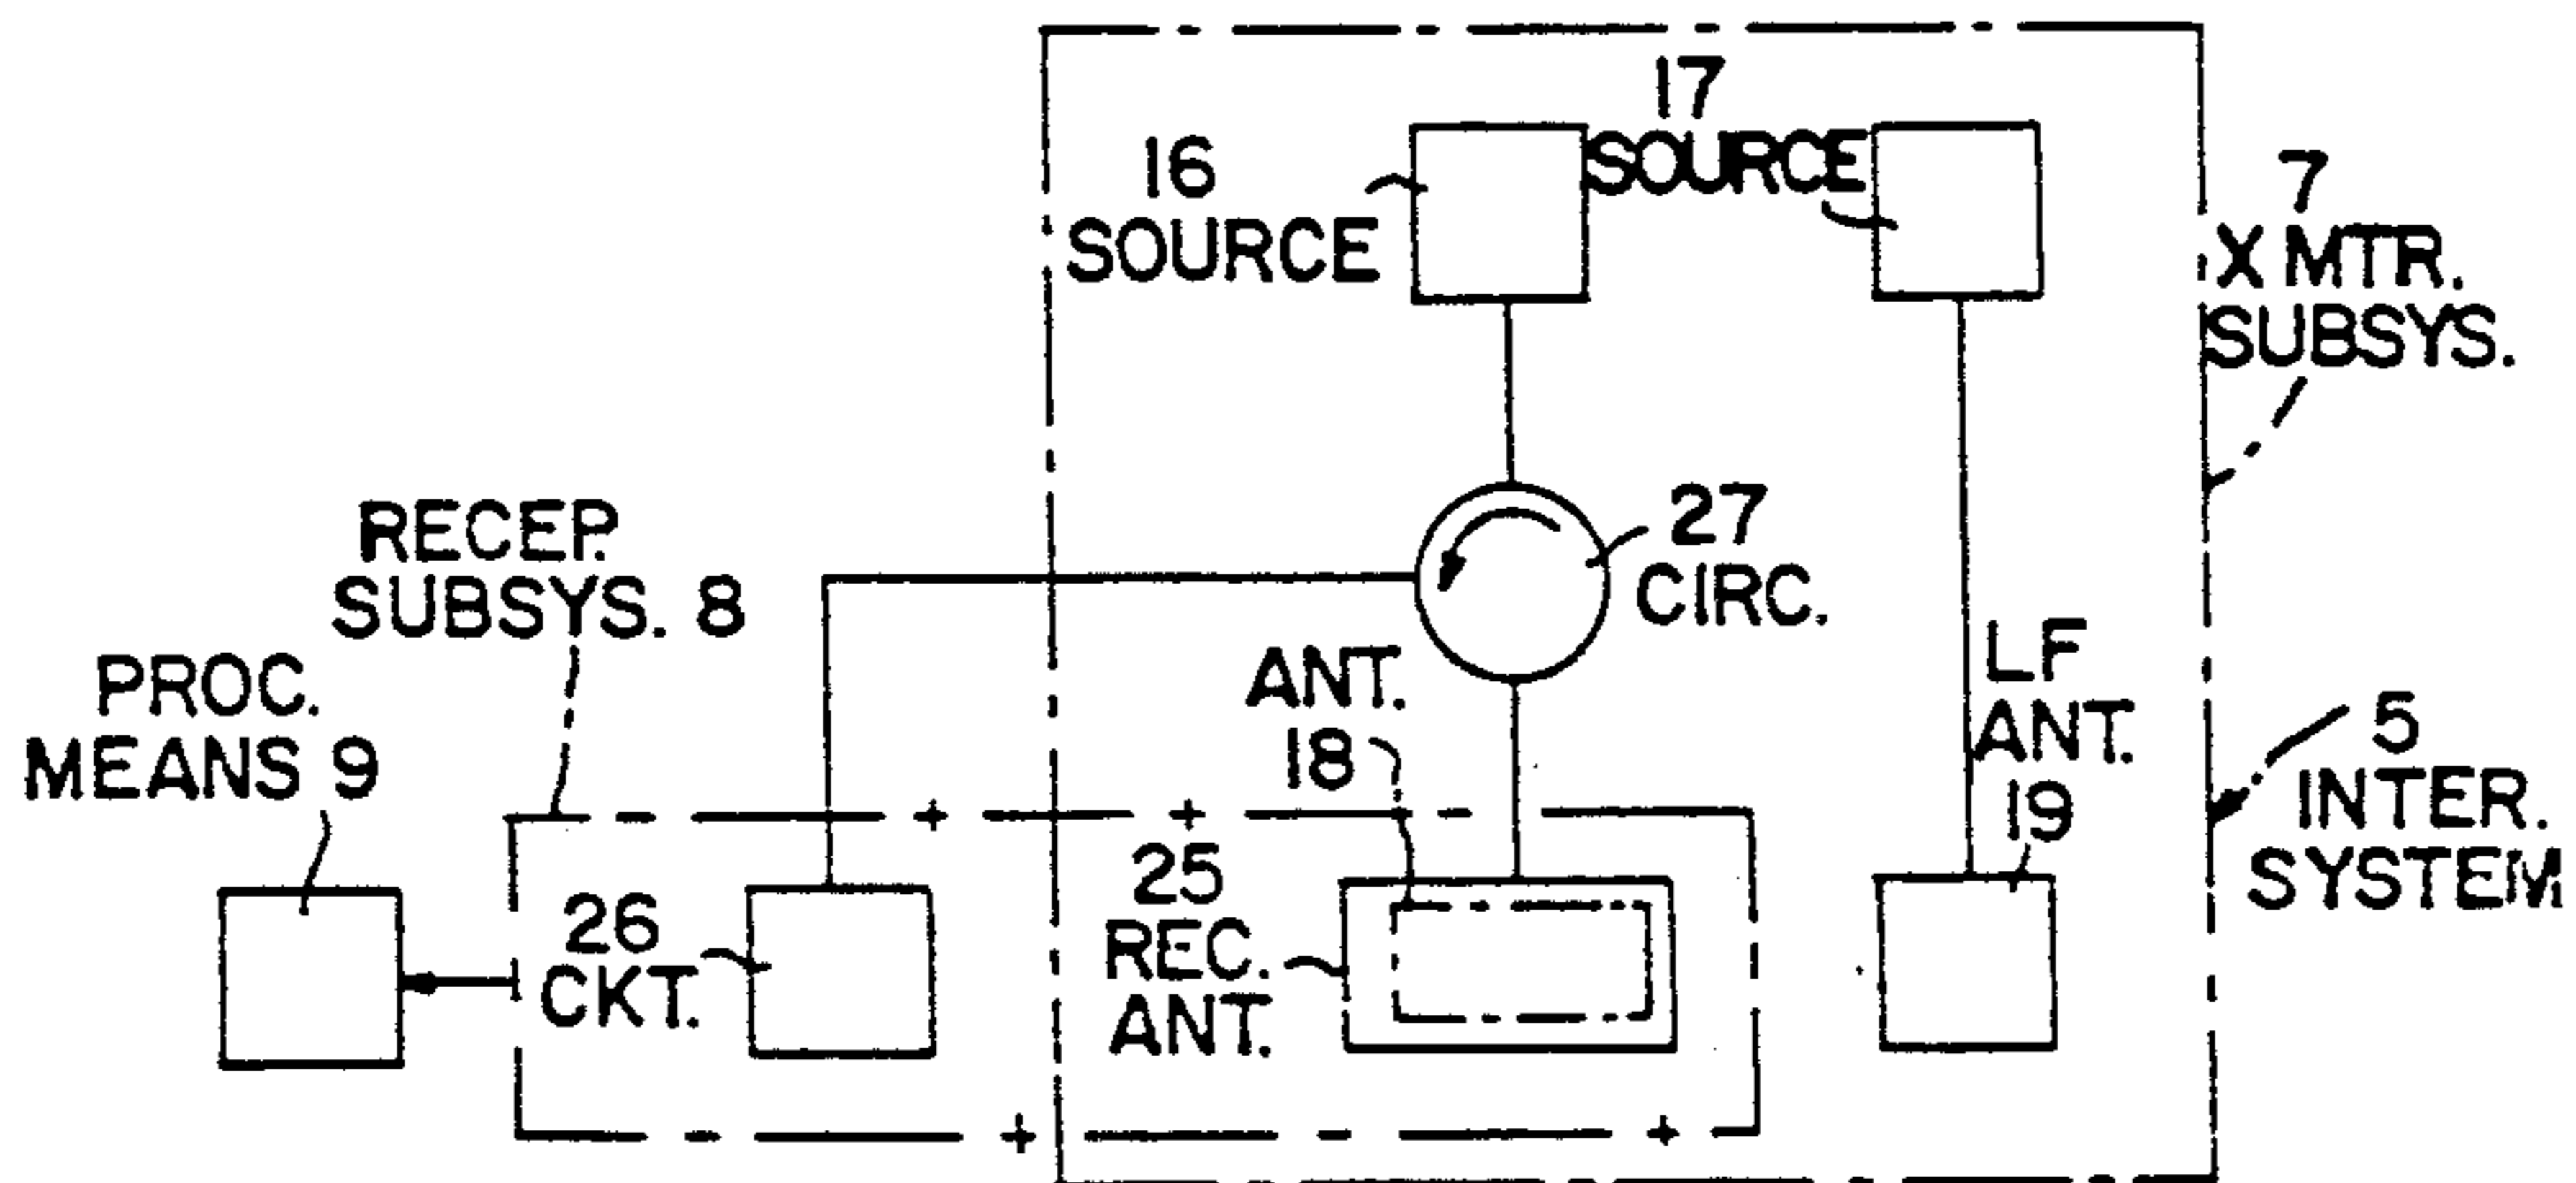 17
SOURCE
16
SOURCE
7
X MTR.
SUBSYS.
27
CIRC.
RECEP.
SUBSYS. 8
PROC.
MEANS 9
ANT.
18
LF
ANT.
19
5
INTER.
SYSTEM
25
REC.
ANT.
26
CKT.